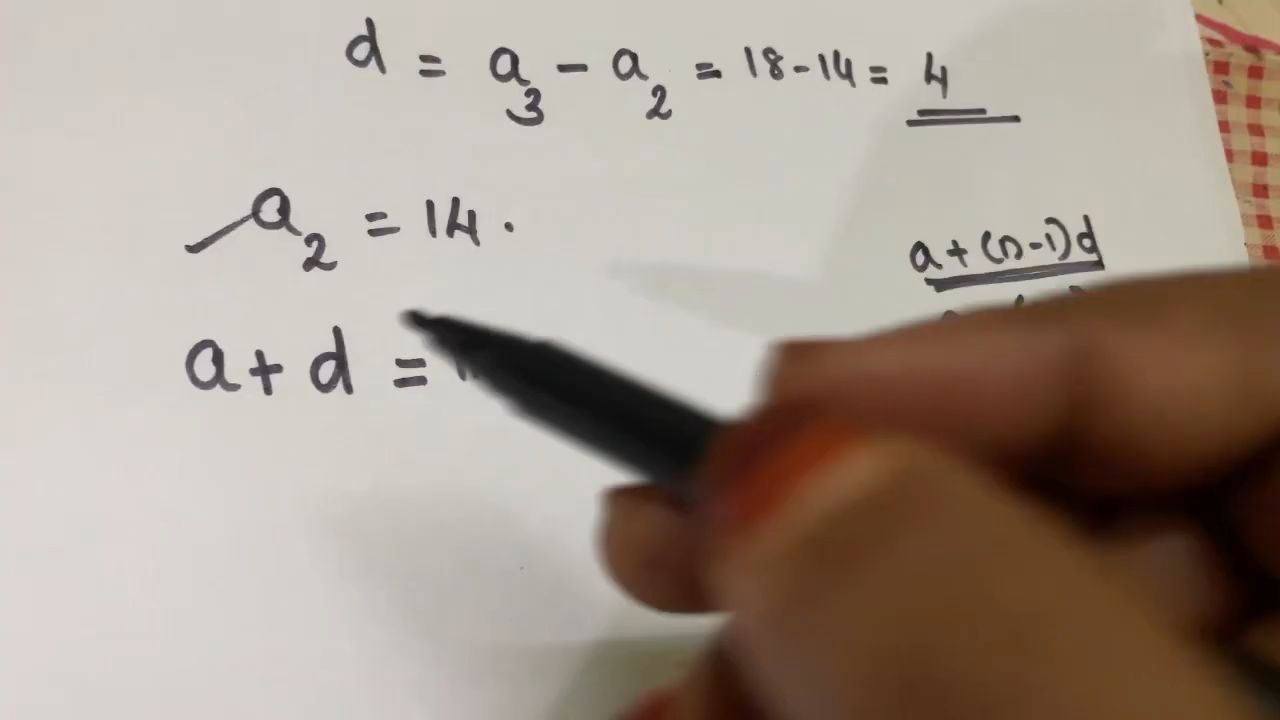 d = a₃ - a₂ = 18-14 = 4
a₂ = 14.
a+(n-1)d
a + d =